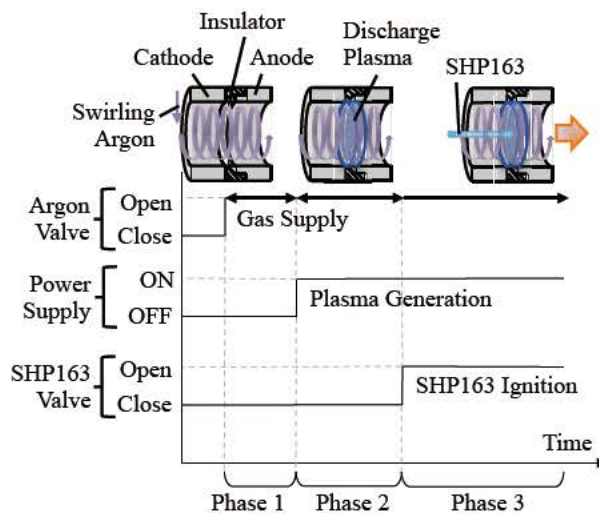 Insulator
Cathode
Anode
Discharge
Plasma
SHP163
Swirling
Argon
Argon
Valve
Open
Close
Gas Supply
Power
Supply
ON
OFF
Plasma Generation
SHP163
Valve
Open
Close
SHP163 Ignition
Time
Phase 1
Phase 2
Phase 3